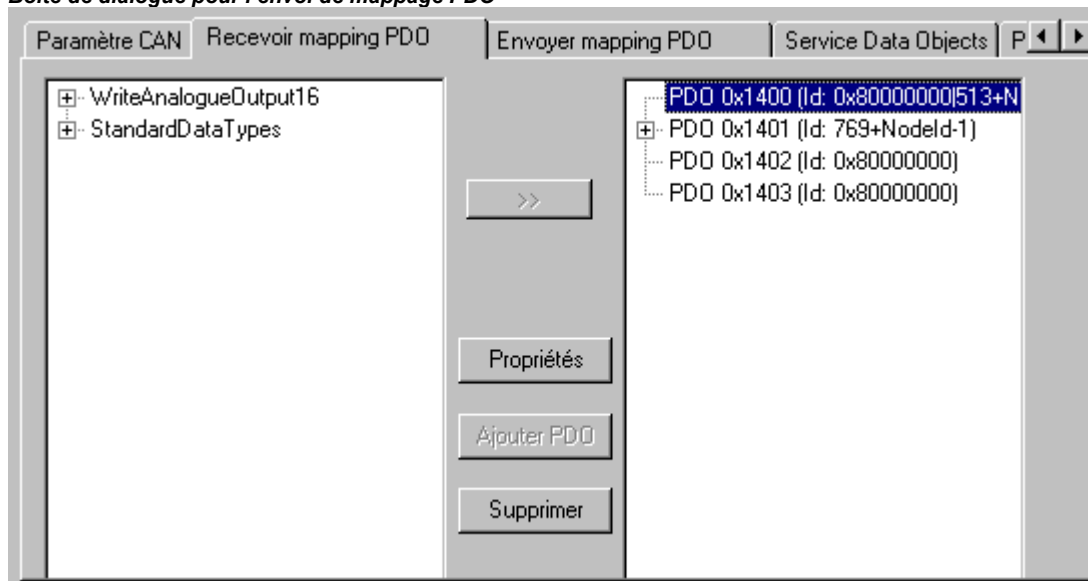 Boîte de dialogue pour l'envoi de mappage PDO
Paramètre CAN Recevoir mapping PDO Envoyer mapping PDO Service Data Objects P
WriteAnalogueOutput16
StandardDataTypes
>>
Propriétés
Ajouter PDO
Supprimer
PDO 0x1400 (Id: 0x80000000|513+N
PDO 0x1401 (Id: 769+NodeId-1)
PDO 0x1402 (Id: 0x80000000)
PDO 0x1403 (Id: 0x80000000)